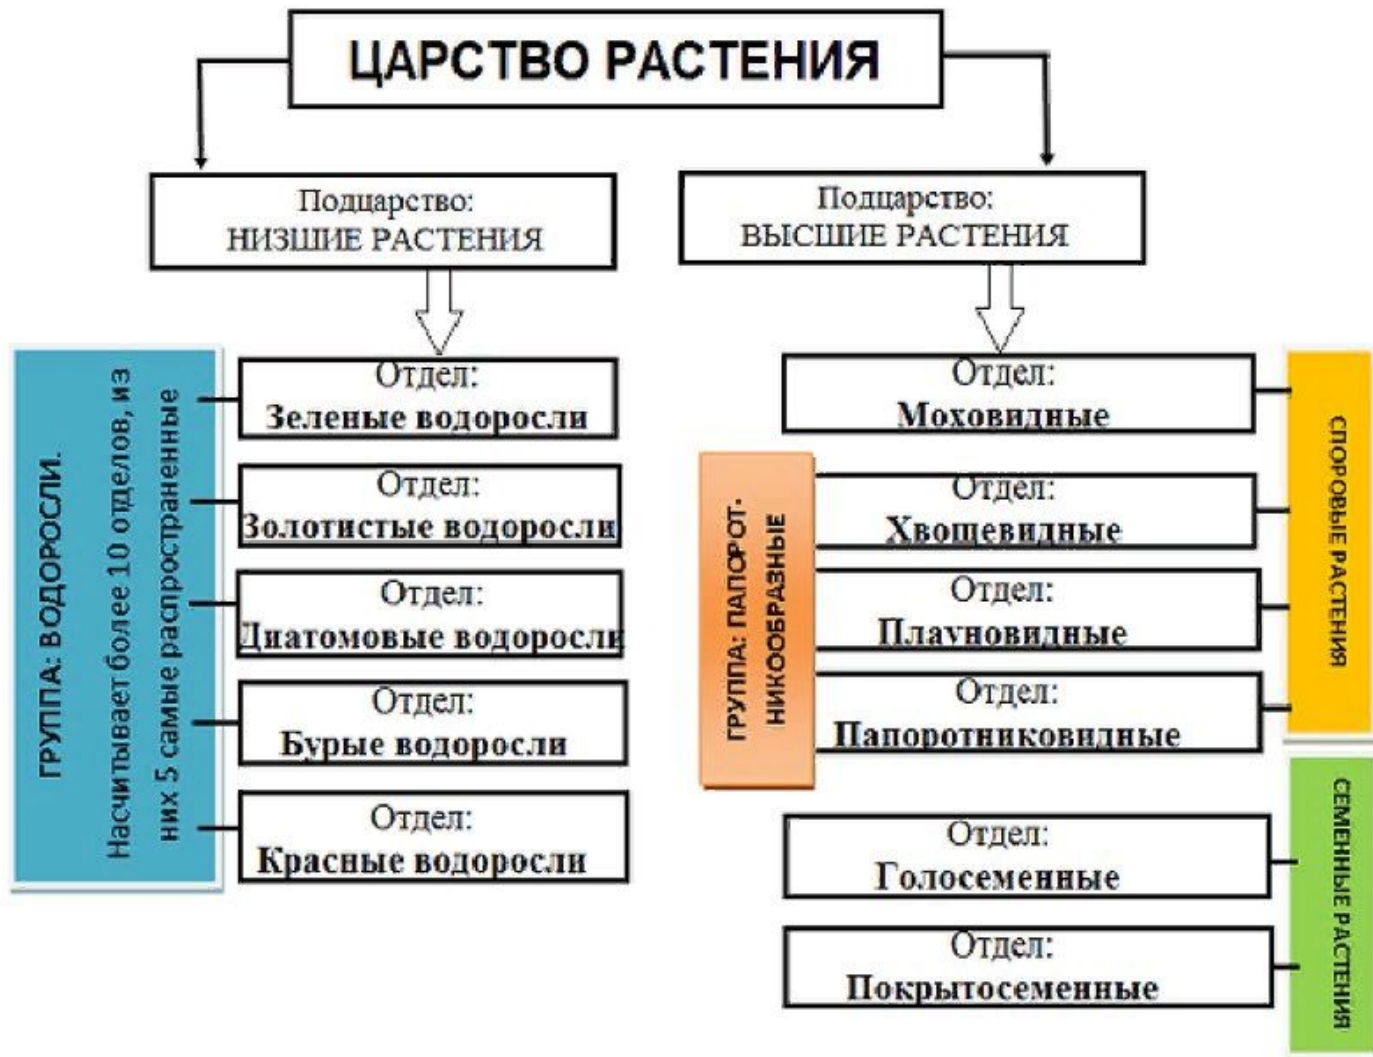 ЦАРСТВО РАСТЕНИЯ
Подцарство:
НИЗШИЕ РАСТЕНИЯ
Подцарство:
ВЫСШИЕ РАСТЕНИЯ
ГРУППА: ВОДОРОСЛИ.
Насчитывает более 10 отделов, из
них 5 самые распространенные
Отдел:
Зеленые водоросли
Отдел:
Золотистые водоросли
Отдел:
Диатомовые водоросли
Отдел:
Бурые водоросли
Отдел:
Красные водоросли
Отдел:
Моховидные
ГРУППА: ПАПОРОТ-
НИКООБРАЗНЫЕ
Отдел:
Хвощевидные
Отдел:
Плауновидные
Отдел:
Папоротниковидные
Отдел:
Голосеменные
Отдел:
Покрытосеменные
СПОРОВЫЕ РАСТЕНИЯ
СЕМЕННЫЕ РАСТЕНИЯ